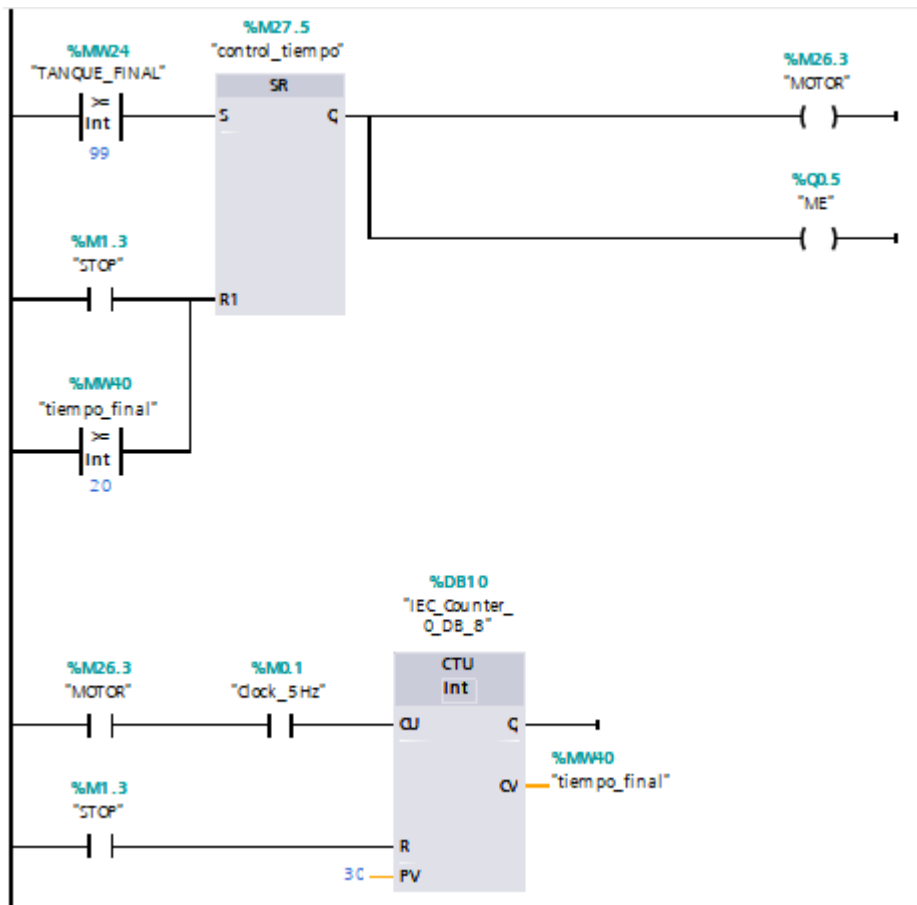 %M27.5
"control_tiempo"
%MW24
"TANQUE_FINAL"
>=
Int
99
SR
S
Q
R1
%M26.3
"MOTOR"
%Q0.5
"ME"
%M1.3
"STOP"
%MW40
"tiempo_final"
>=
Int
20
%DB10
"IEC_Counter_
0_DB_8"
CTU
Int
%M26.3
"MOTOR"
%M0.1
"Clock_5Hz"
CU
Q
CV
%MW40
"tiempo_final"
%M1.3
"STOP"
R
PV